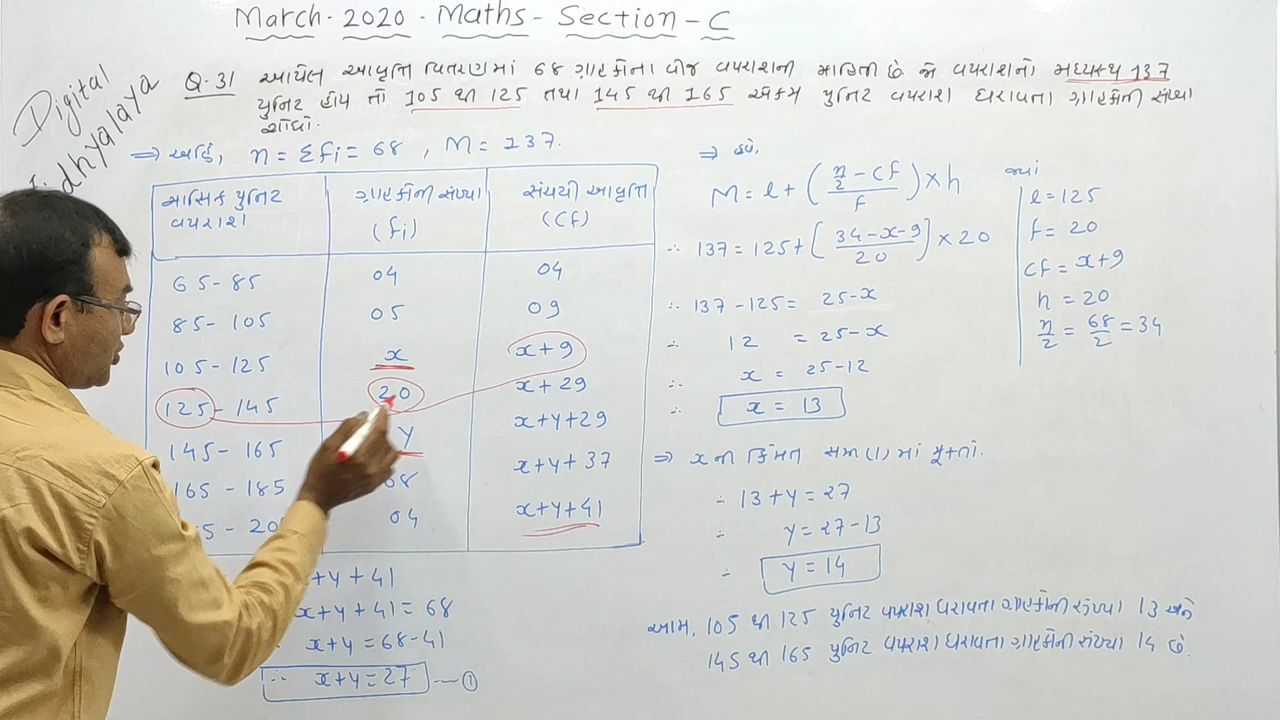 March - 2020 - Maths - Section - C
Digital
dhyalaya
Q-31 આપેલ આવૃત્તિ વિતરણમાં 68 ગ્રાહકોના વીજ વપરાશની માહિતી છે જો વપરાશનો મધ્યસ્થ 137
યુનિટ હોય તો 105 થી 125 તથા 145 થી 165 યુનિટ વપરાશ ધરાવતા ગ્રાહકોની સંખ્યા
શોધો.
⇒ અહીં, n = Σfi = 68 , M = 137.
માસિક યુનિટ વપરાશ | ગ્રાહકોની સંખ્યા (fi) | સંચયી આવૃત્તિ (cf)
65-85 | 04 | 04
85-105 | 05 | 09
105-125 | x | x+9
125-145 | 20 | x+29
145-165 | y | x+y+29
165-185 | 08 | x+y+37
5-20 | 04 | x+y+41
+y+41
x+y+41=68
x+y=68-41
∴ x+y=27 —①
⇒ હવે,
M = l + ( (n/2 - cf) / f ) × h
∴ 137 = 125 + [ (34-x-9) / 20 ] × 20
∴ 137-125 = 25-x
∴ 12 = 25-x
∴ x = 25-12
∴ x = 13
જ્યાં
l = 125
f = 20
cf = x+9
h = 20
n/2 = 68/2 = 34
⇒ x ની કિંમત સમી (1) માં મૂકતાં.
∴ 13+y=27
∴ y=27-13
∴ y=14
આમ, 105 થી 125 યુનિટ વપરાશ ધરાવતા ગ્રાહકોની સંખ્યા 13 અને
145 થી 165 યુનિટ વપરાશ ધરાવતા ગ્રાહકોની સંખ્યા 14 છે.